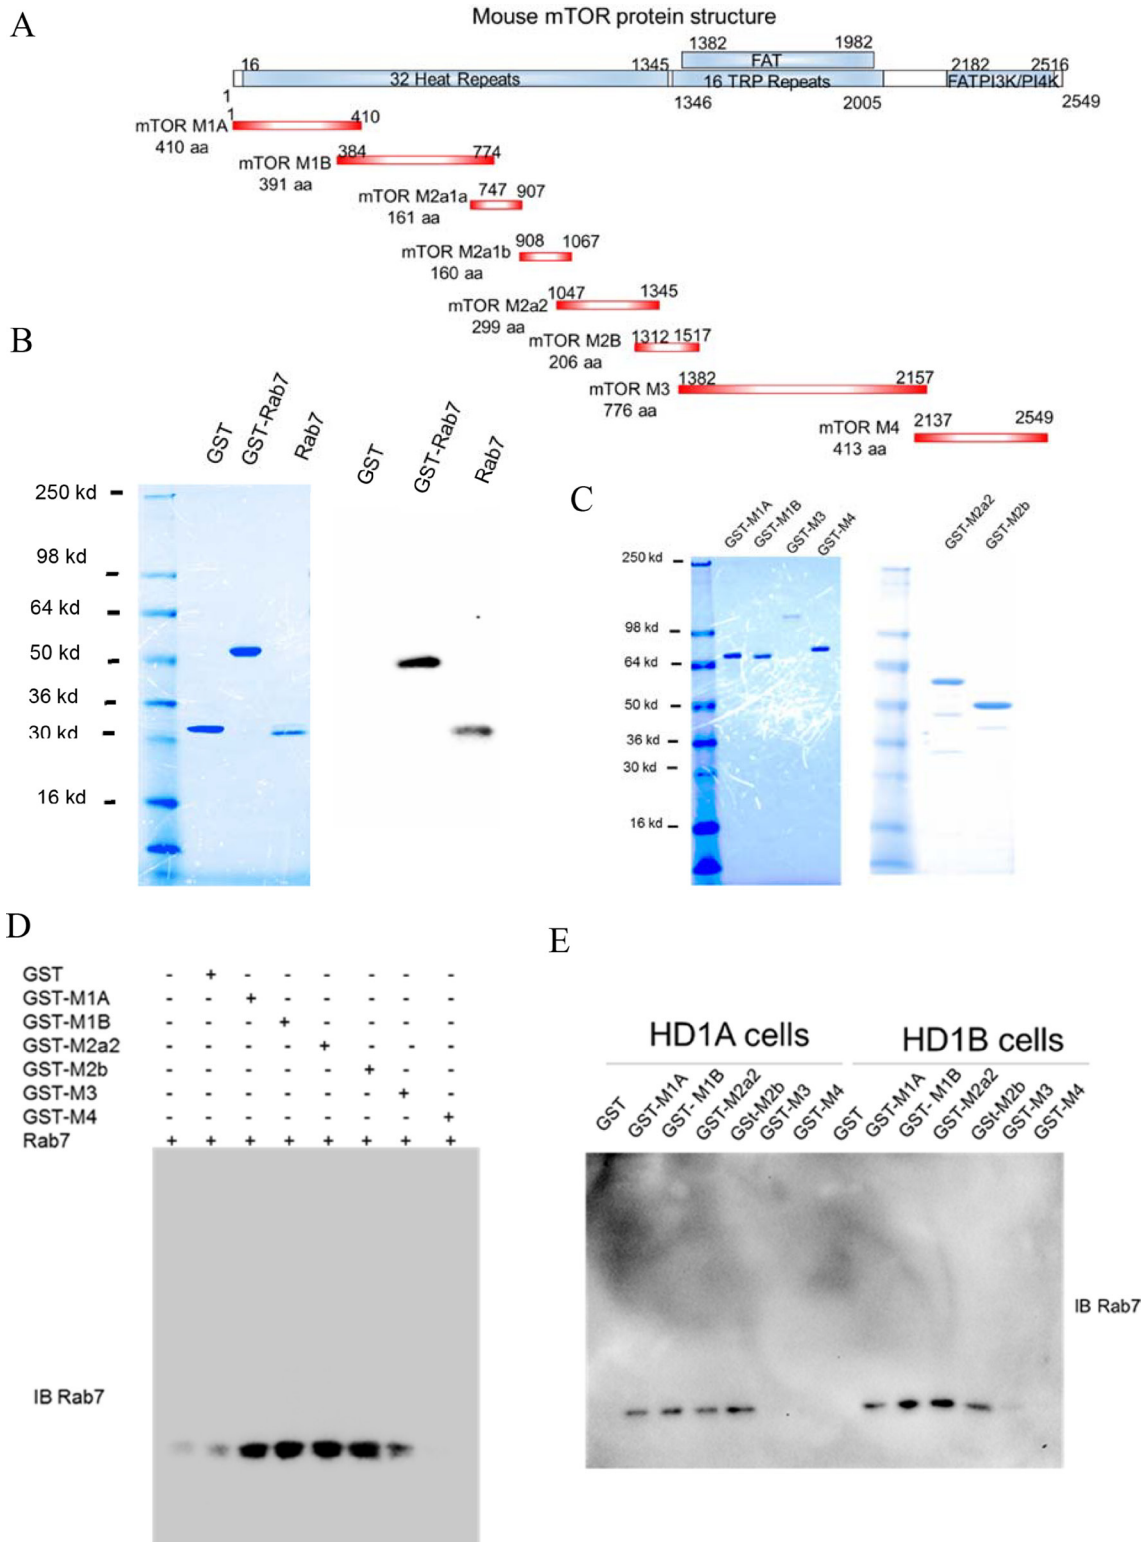 A
Mouse mTOR protein structure
1382 1982
FAT
16 1345 2182 2516
32 Heat Repeats 16 TRP Repeats FATPI3K/PI4K
1 1346 2005 2549
1 410
mTOR M1A
410 aa
384 774
mTOR M1B
391 aa
747 907
mTOR M2a1a
161 aa
908 1067
mTOR M2a1b
160 aa
1047 1345
mTOR M2a2
299 aa
1312 1517
mTOR M2B
206 aa
1382 2157
mTOR M3
776 aa
2137 2549
mTOR M4
413 aa
B
GST GST-Rab7 Rab7 GST GST-Rab7 Rab7
250 kd
98 kd
64 kd
50 kd
36 kd
30 kd
16 kd
C
GST-M1A GST-M1B GST-M3 GST-M4 GST-M2a2 GST-M2b
250 kd
98 kd
64 kd
50 kd
36 kd
30 kd
16 kd
D
GST - + - - - - - -
GST-M1A - - + - - - - -
GST-M1B - - - + - - - -
GST-M2a2 - - - - + - - -
GST-M2b - - - - - + - -
GST-M3 - - - - - - + -
GST-M4 - - - - - - - +
Rab7 + + + + + + + +
IB Rab7
E
HD1A cells HD1B cells
GST GST-M1A GST- M1B GST-M2a2 GSt-M2b GST-M3 GST-M4 GST GST-M1A GST- M1B GST-M2a2 GSt-M2b GST-M3 GST-M4
IB Rab7